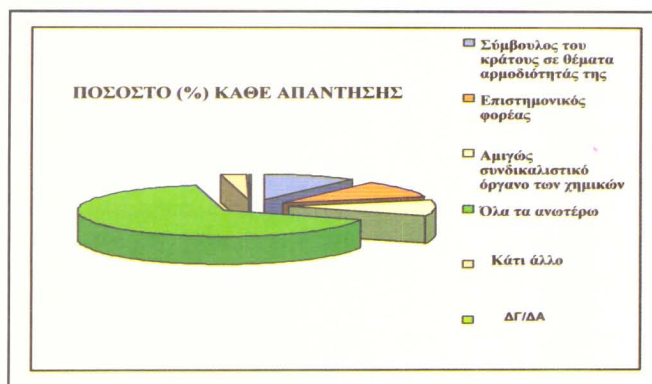 ΠΟΣΟΣΤΟ (%) ΚΑΘΕ ΑΠΑΝΤΗΣΗΣ
Σύμβουλος του
κράτους σε θέματα
αρμοδιότητάς της
Επιστημονικός
φορέας
Αμιγώς
συνδικαλιστικό
όργανο των χημικών
Όλα τα ανωτέρω
Κάτι άλλο
ΔΓ/ΔΑ